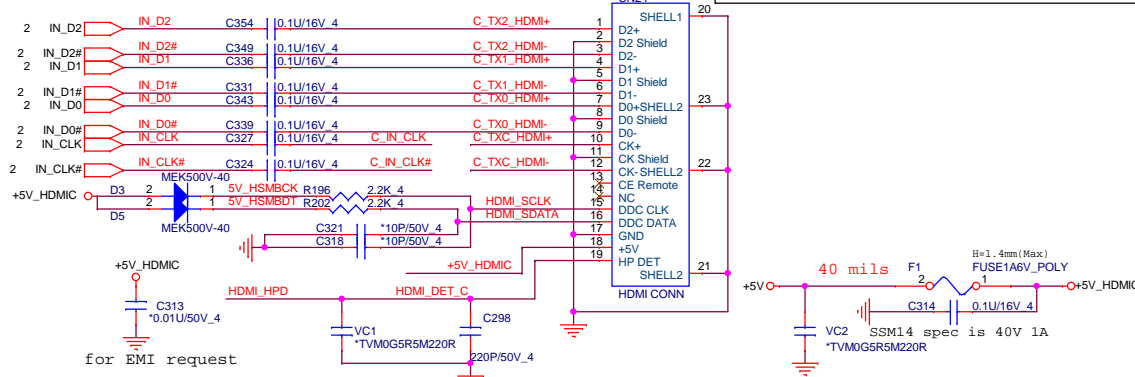 20
SHELL1
2 IN_D2 IN_D2 C354 0.1U/16V_4 C_TX2_HDMI+ 1 D2+
2 D2 Shield
2 IN_D2# IN_D2# C349 0.1U/16V_4 C_TX2_HDMI- 3 D2-
2 IN_D1 IN_D1 C336 0.1U/16V_4 C_TX1_HDMI+ 4 D1+
5 D1 Shield
2 IN_D1# IN_D1# C331 0.1U/16V_4 C_TX1_HDMI- 6 D1-
2 IN_D0 IN_D0 C343 0.1U/16V_4 C_TX0_HDMI+ 7 D0+SHELL2 23
8 D0 Shield
2 IN_D0# IN_D0# C339 0.1U/16V_4 C_TX0_HDMI- 9 D0-
2 IN_CLK IN_CLK C327 0.1U/16V_4 C_IN_CLK C_TXC_HDMI+ 10 CK+
11 CK Shield
2 IN_CLK# IN_CLK# C324 0.1U/16V_4 C_IN_CLK# C_TXC_HDMI- 12 CK-SHELL2 22
13 CE Remote
14 NC
15 DDC CLK
16 DDC DATA
17 GND
18 +5V
19 HP DET
SHELL2 21
HDMI CONN
MEK500V-40
+5V_HDMIC D3 2 1 5V_HSMBCK R196 2.2K_4 HDMI_SCLK
D5 2 1 5V_HSMBDT R202 2.2K_4 HDMI_SDATA
MEK500V-40
C321 *10P/50V_4
C318 *10P/50V_4
+5V_HDMIC
+5V_HDMIC
C313
*0.01U/50V_4
for EMI request
HDMI_HPD HDMI_DET_C
VC1
*TVM0G5R5M220R
C298
220P/50V_4
H=1.4mm(Max)
40 mils F1 FUSE1A6V_POLY
+5V 2 1 +5V_HDMIC
C314 0.1U/16V_4
SSM14 spec is 40V 1A
VC2
*TVM0G5R5M220R